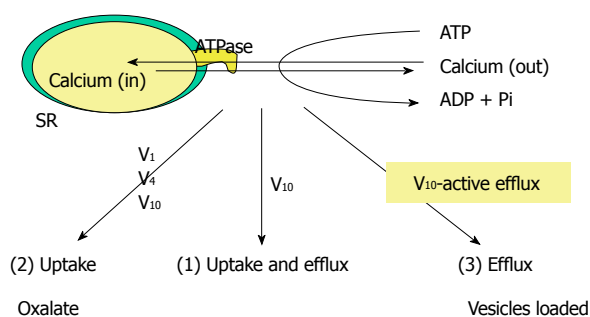 ATPase
ATP
Calcium (in)
Calcium (out)
ADP + Pi
SR
V1
V4
V10
V10
V10-active efflux
(2) Uptake
(1) Uptake and efflux
(3) Efflux
Oxalate
Vesicles loaded